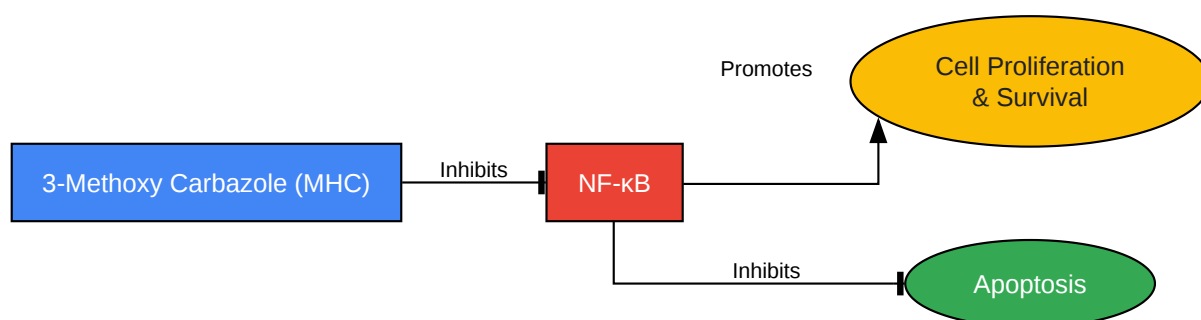 Promotes
Cell Proliferation
& Survival
3-Methoxy Carbazole (MHC)
Inhibits
NF-κB
Inhibits
Apoptosis